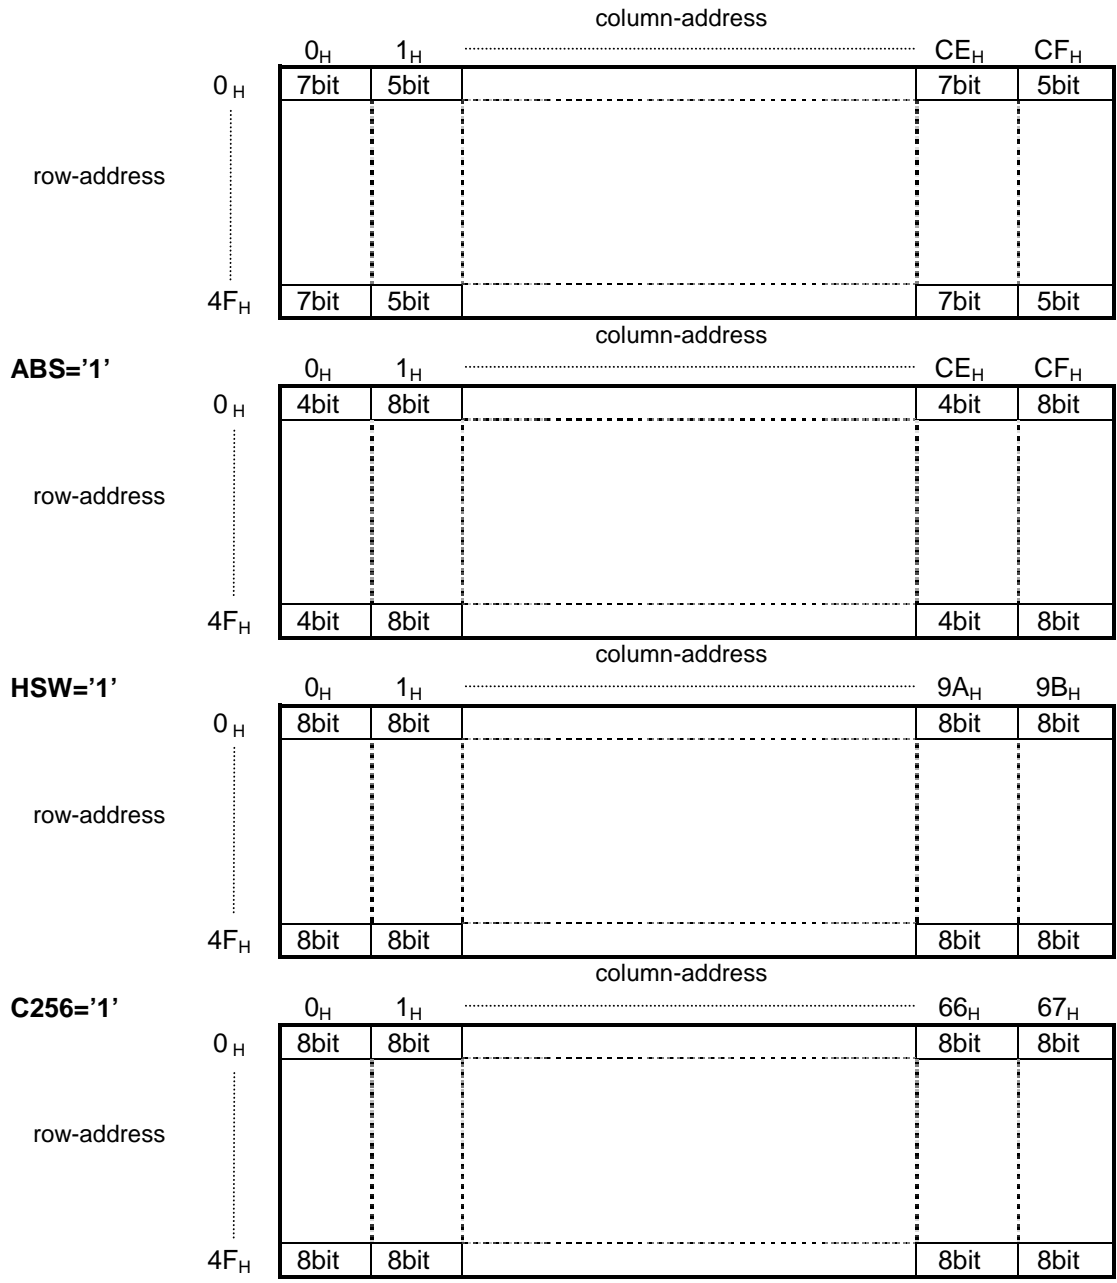 column-address
0H 1H CEH CFH
0 H 7bit 5bit 7bit 5bit
row-address
4FH 7bit 5bit 7bit 5bit
column-address
ABS='1' 0H 1H CEH CFH
0 H 4bit 8bit 4bit 8bit
row-address
4FH 4bit 8bit 4bit 8bit
column-address
HSW='1' 0H 1H 9AH 9BH
0 H 8bit 8bit 8bit 8bit
row-address
4FH 8bit 8bit 8bit 8bit
column-address
C256='1' 0H 1H 66H 67H
0 H 8bit 8bit 8bit 8bit
row-address
4FH 8bit 8bit 8bit 8bit